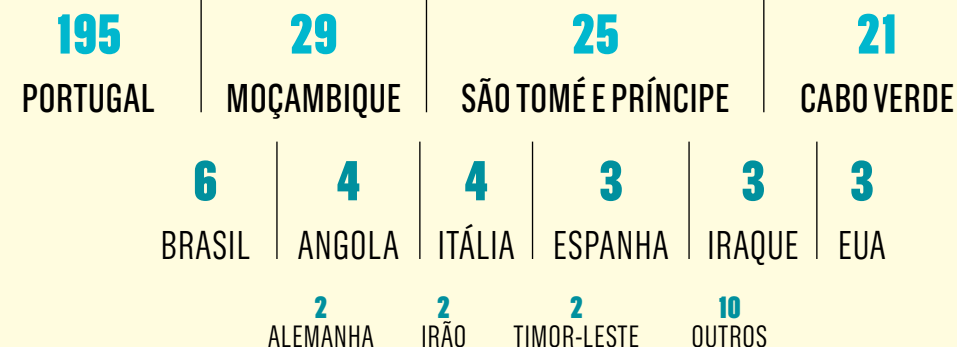 195 29 25 21
PORTUGAL MOÇAMBIQUE SÃO TOMÉ E PRÍNCIPE CABO VERDE
6 4 4 3 3 3
BRASIL ANGOLA ITÁLIA ESPANHA IRAQUE EUA
2 2 2 10
ALEMANHA IRÃO TIMOR-LESTE OUTROS